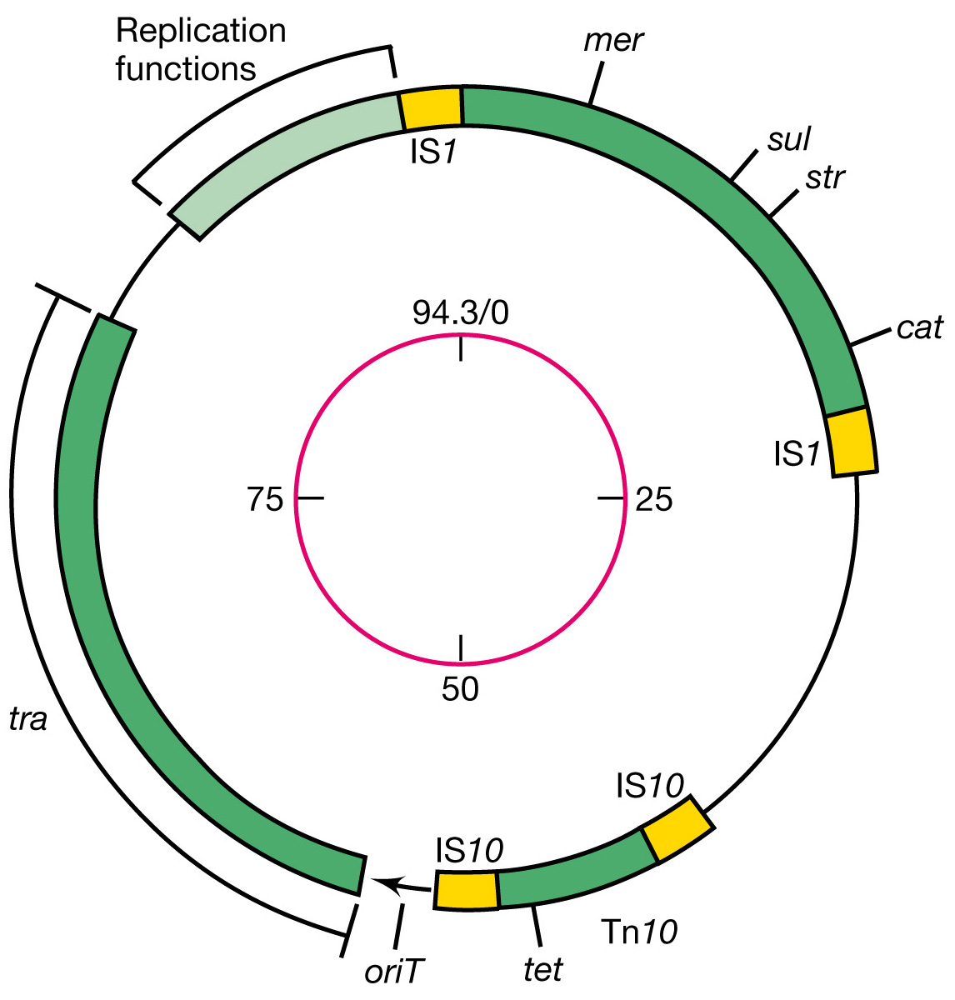 Replication
functions
mer
sul
str
cat
IS1
IS1
94.3/0
25
50
75
tra
IS10
IS10
Tn10
oriT
tet